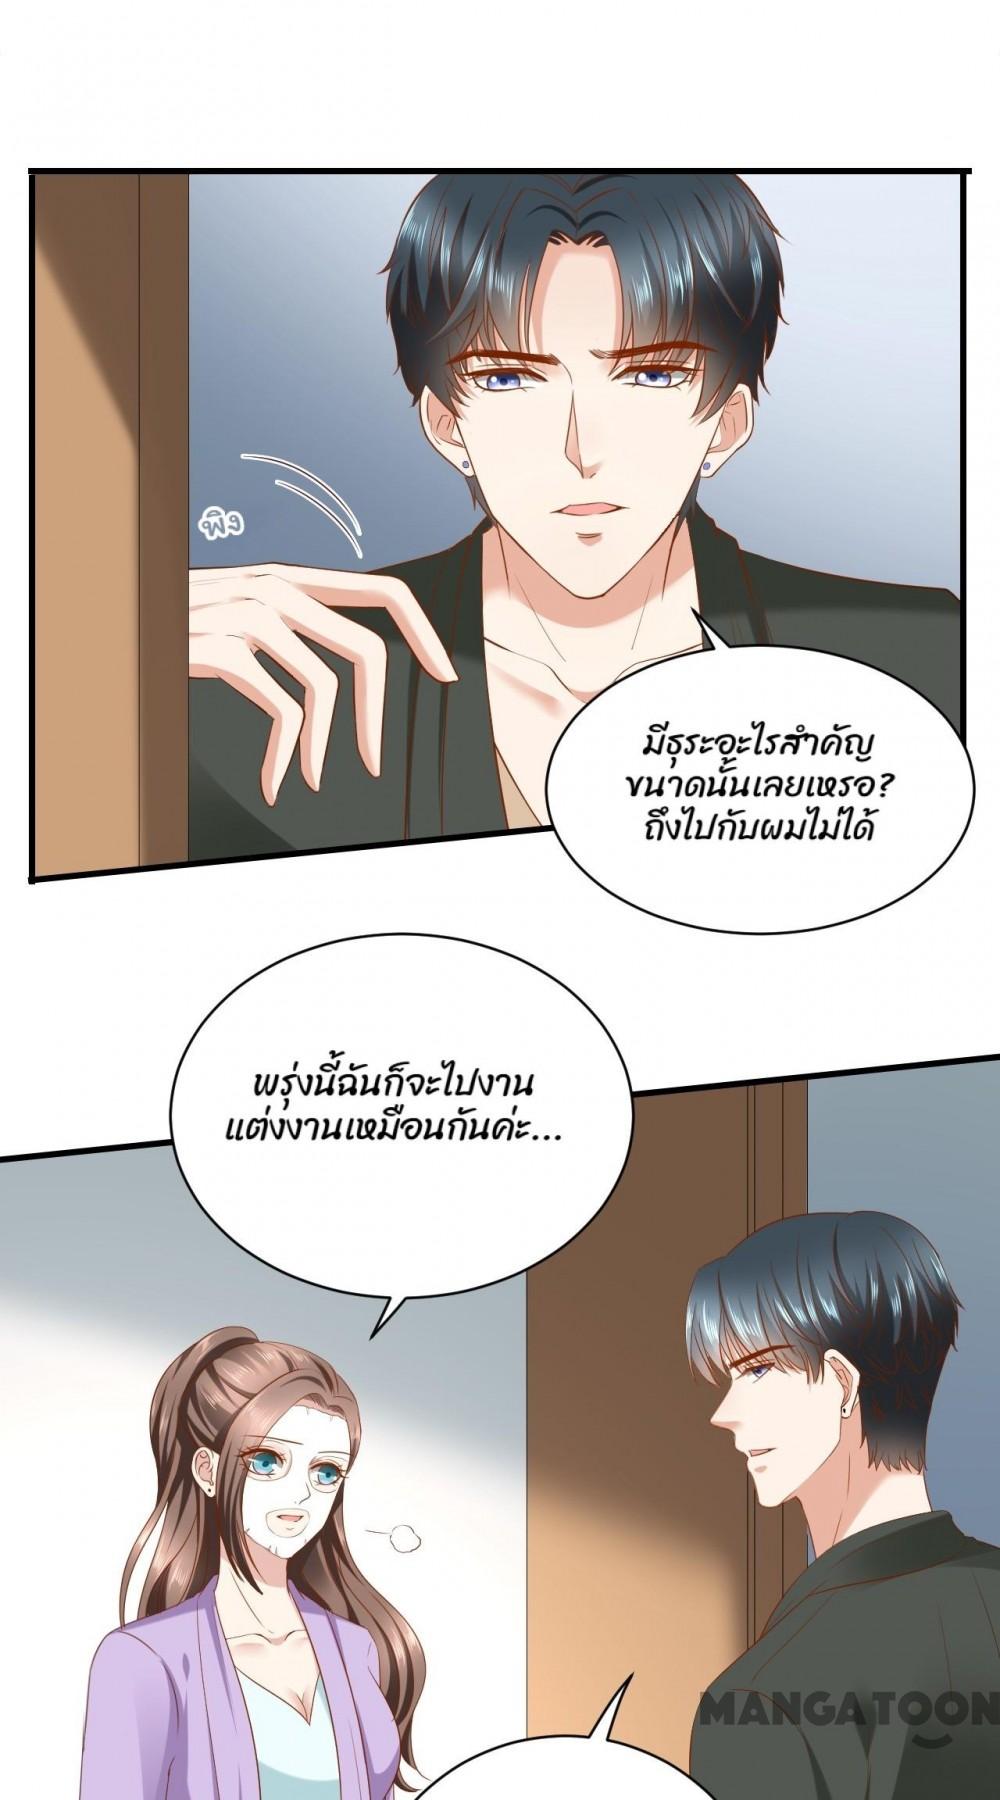 พิง
มีธุระอะไรสำคัญ
ขนาดนั้นเลยเหรอ?
ถึงไปกับผมไม่ได้
พรุ่งนี้ฉันก็จะไปงาน
แต่งงานเหมือนกันค่ะ...
MANGATOON